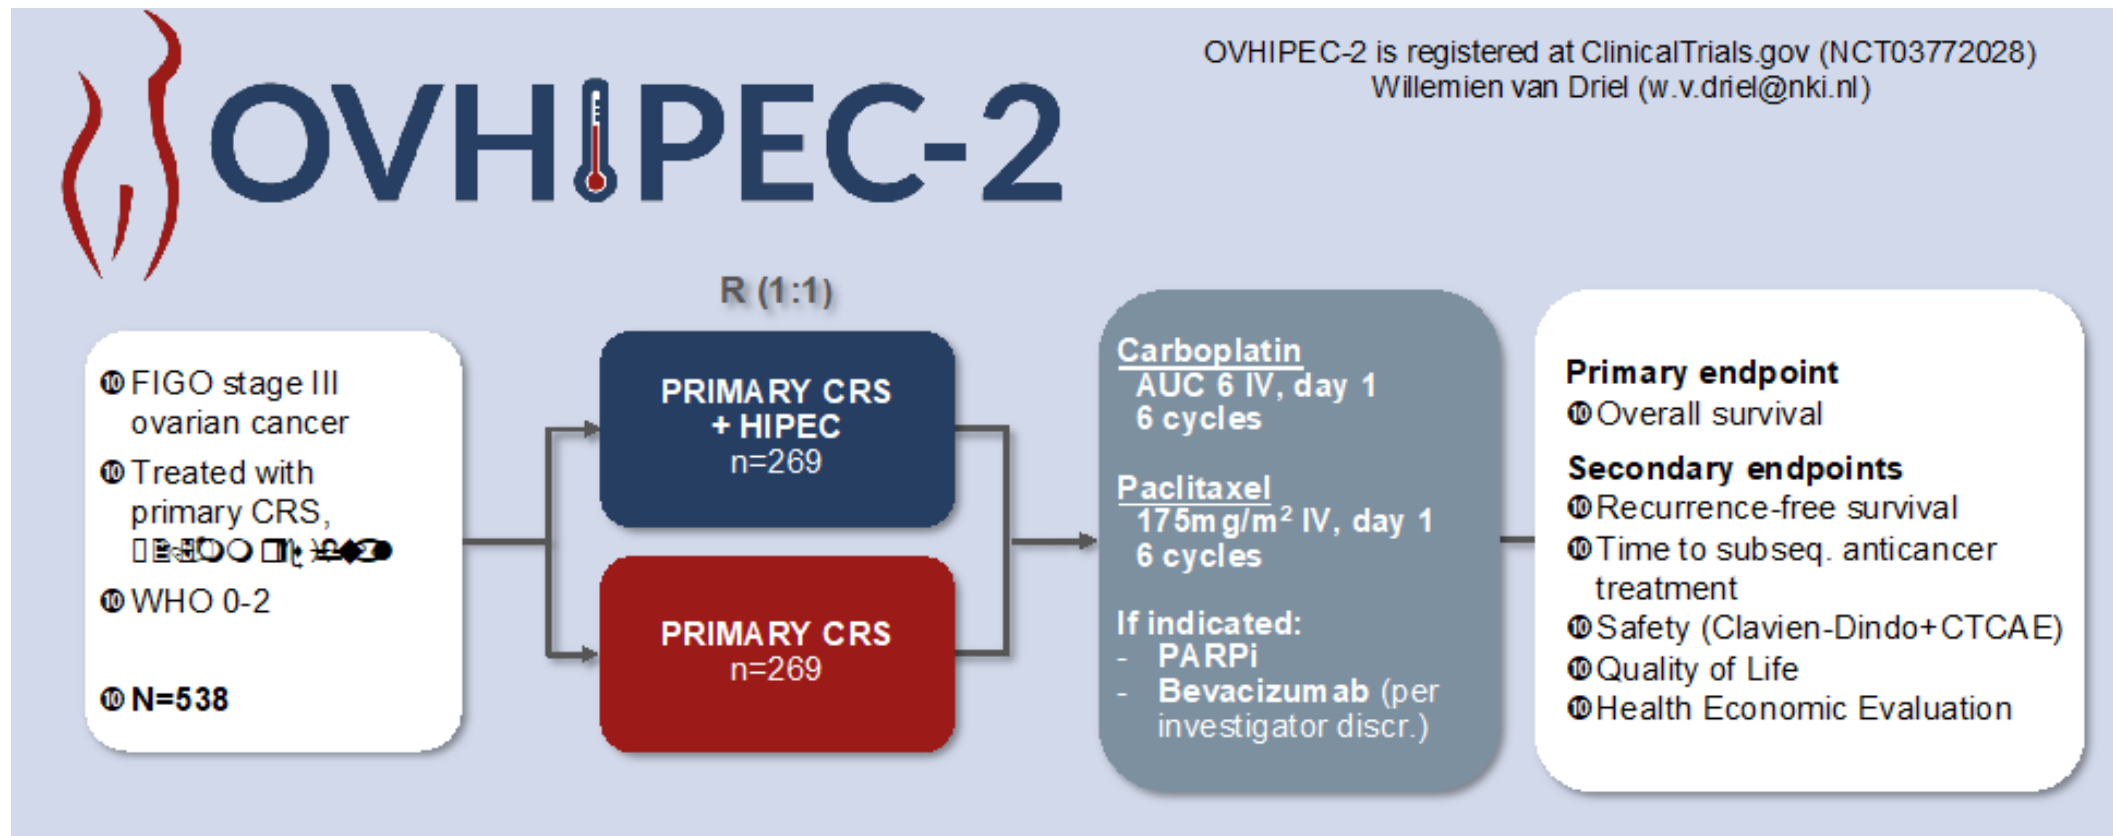 OVHIPEC-2 is registered at ClinicalTrials.gov (NCT03772028)
Willemien van Driel (w.v.driel@nki.nl)
OVHIPEC-2
R (1:1)
❿ FIGO stage III
ovarian cancer
❿ Treated with
primary CRS,
❿ WHO 0-2
❿ N=538
PRIMARY CRS
+ HIPEC
n=269
PRIMARY CRS
n=269
Carboplatin
AUC 6 IV, day 1
6 cycles
Paclitaxel
175mg/m² IV, day 1
6 cycles
If indicated:
- PARPi
- Bevacizumab (per
investigator discr.)
Primary endpoint
❿ Overall survival
Secondary endpoints
❿ Recurrence-free survival
❿ Time to subseq. anticancer
treatment
❿ Safety (Clavien-Dindo+CTCAE)
❿ Quality of Life
❿ Health Economic Evaluation